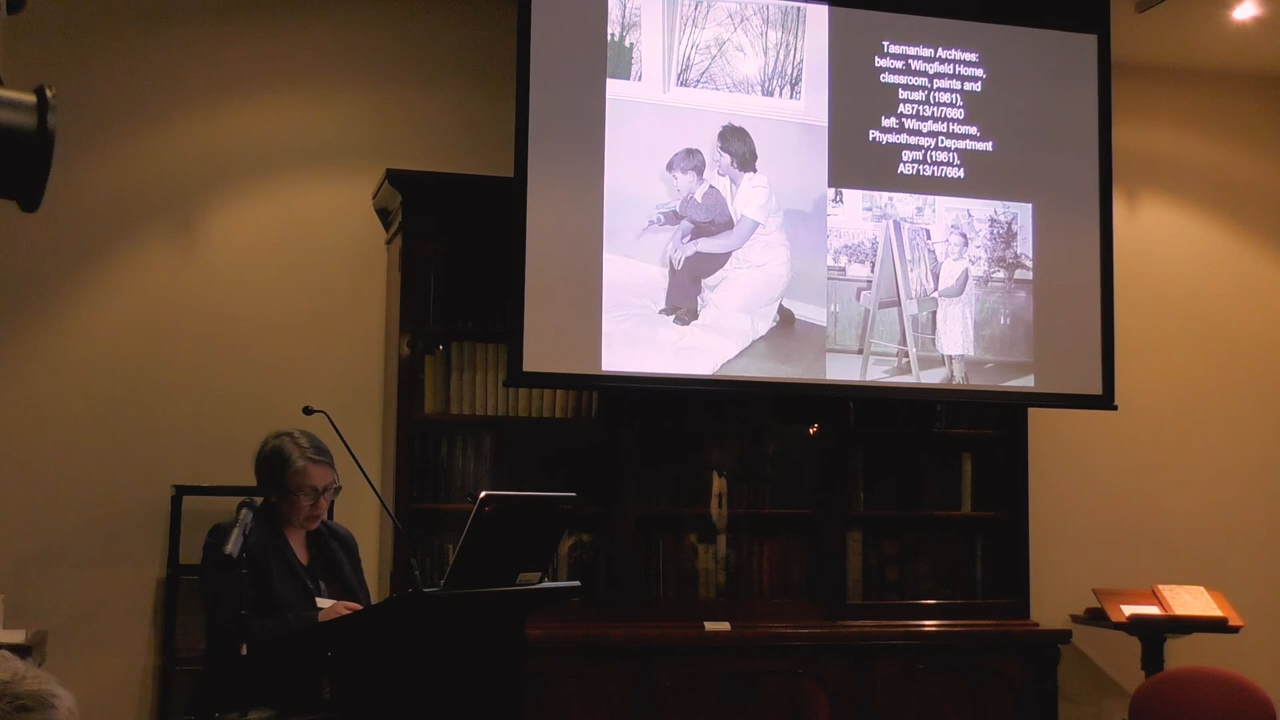 Tasmanian Archives:
below: 'Wingfield Home,
classroom, paints and
brush' (1961),
AB713/1/7660
left: 'Wingfield Home,
Physiotherapy Department
gym' (1961),
AB713/1/7664